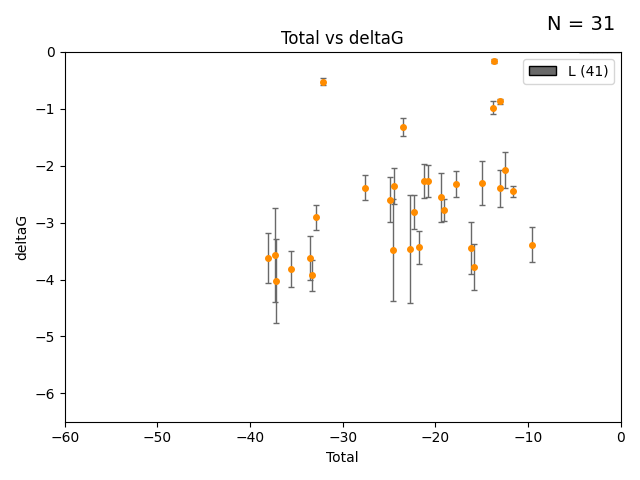 N = 31
Total vs deltaG
L (41)
deltaG
0
−1
−2
−3
−4
−5
−6
−60 −50 −40 −30 −20 −10 0
Total